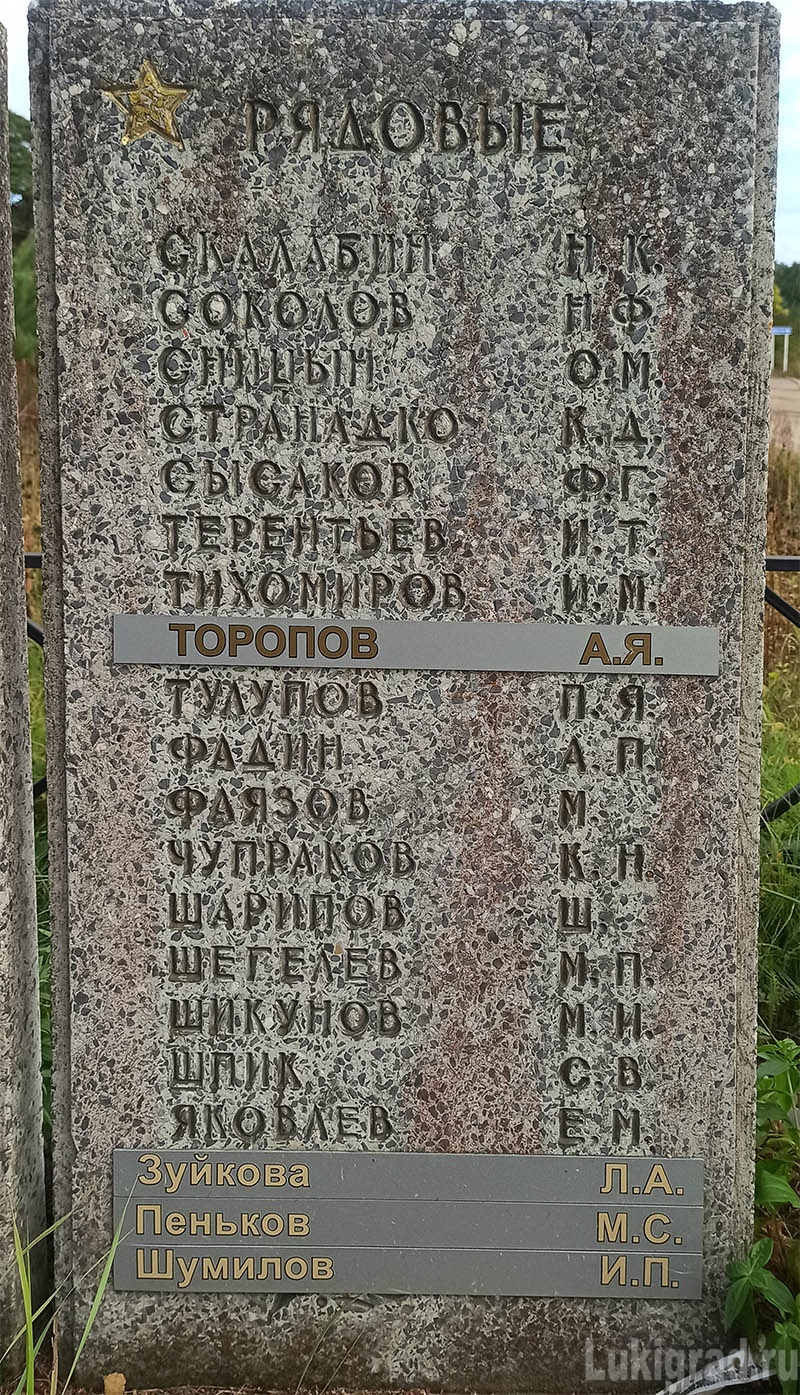 РЯДОВЫЕ
СКАЛАБИН Н.К.
СОКОЛОВ Н.Ф.
СНИЦЫН О.М.
СТРАНАДКО К.Д.
СЫСАКОВ Ф.Г.
ТЕРЕНТЬЕВ И.Т.
ТИХОМИРОВ И.М.
ТОРОПОВ А.Я.
ТУЛУПОВ П.Я.
ФАДИН А.П.
ФАЯЗОВ М.
ЧУПРАКОВ К.Н.
ШАРИПОВ Ш.
ШЕГЕЛЕВ М.П.
ШИКУНОВ М.И.
ШПИК С.В.
ЯКОВЛЕВ Е.М.
Зуйкова Л.А.
Пеньков М.С.
Шумилов И.П.
Lukigrad.ru